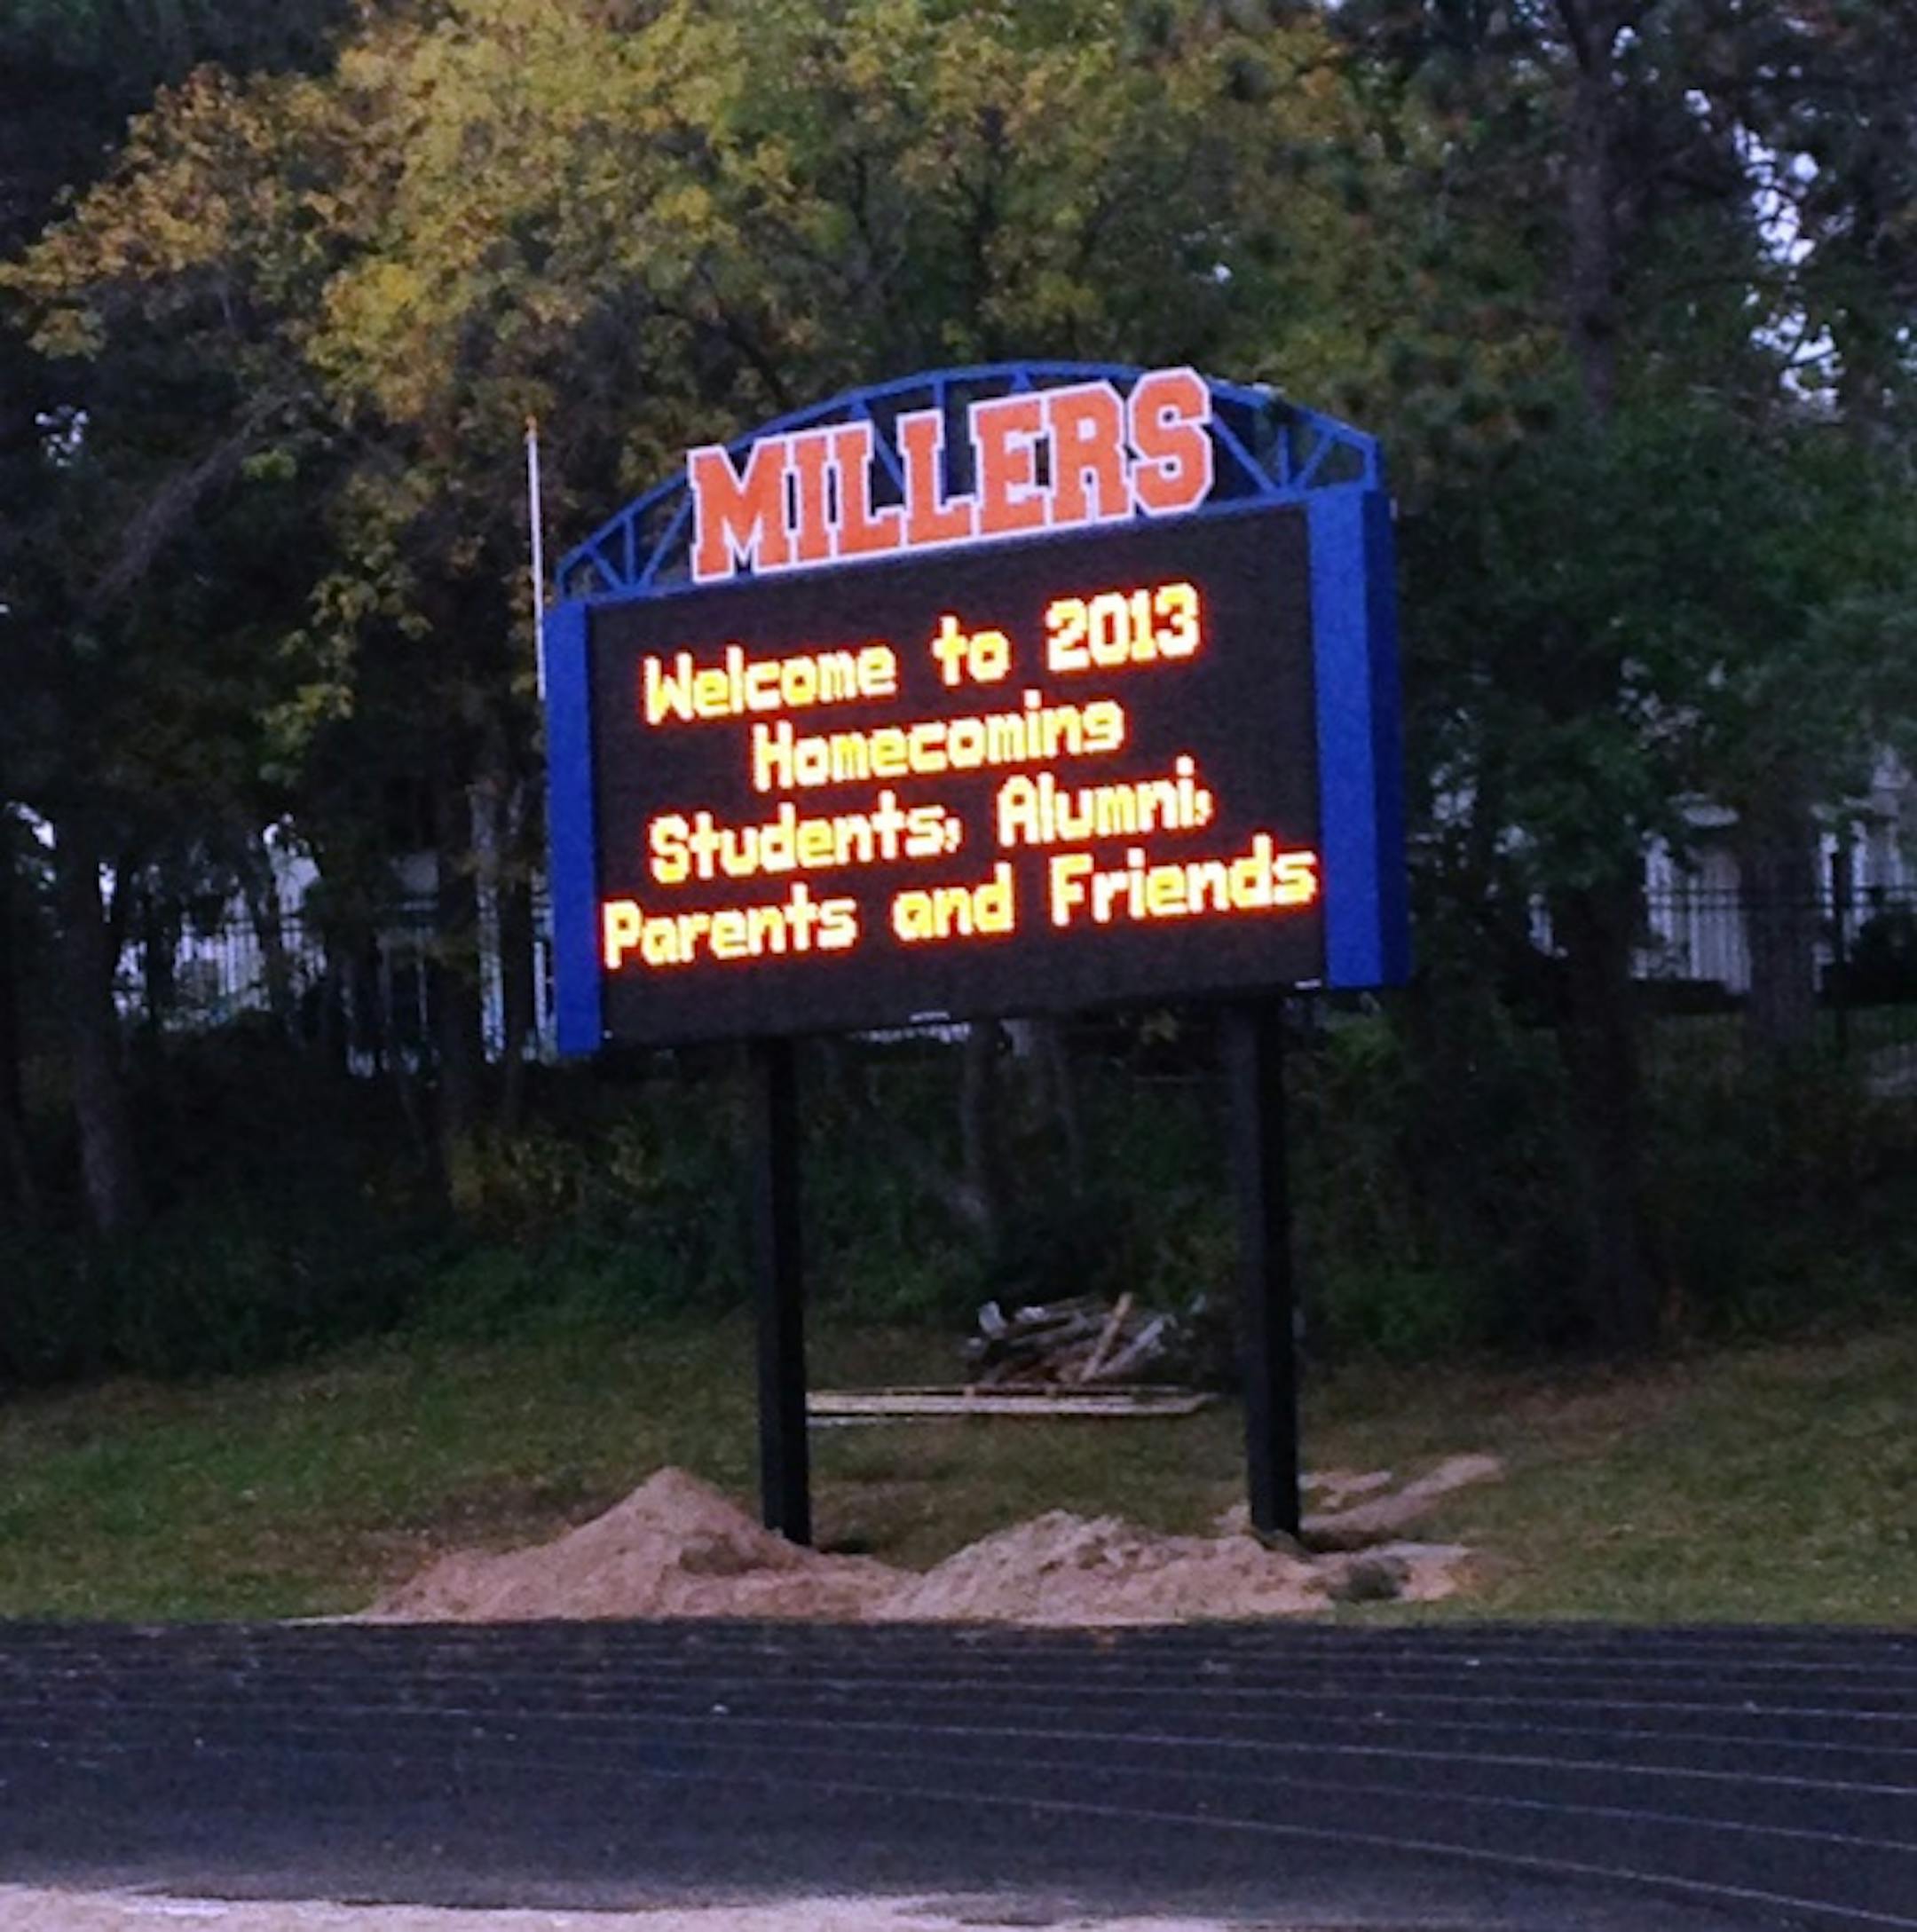 MILLERS
Welcome to 2013
Homecoming
Students, Alumni,
Parents and Friends